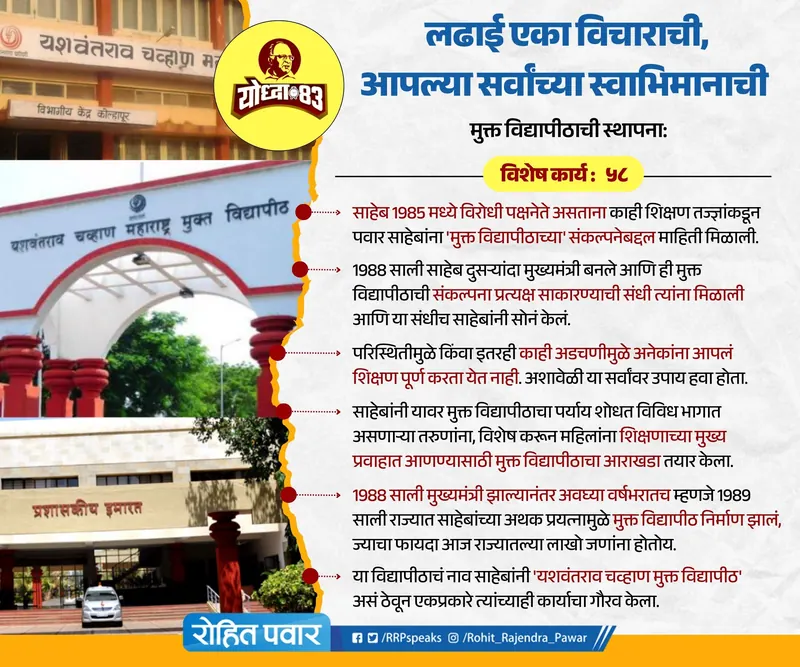 यशवंतराव चव्हाण म
विभागीय केंद्र कोल्हापूर
योध्दा@८३
लढाई एका विचाराची,
आपल्या सर्वांच्या स्वाभिमानाची
मुक्त विद्यापीठाची स्थापना:
विशेष कार्य : ५८
यशवंतराव चव्हाण महाराष्ट्र मुक्त विद्यापीठ
साहेब 1985 मध्ये विरोधी पक्षनेते असताना काही शिक्षण तज्ज्ञांकडून
पवार साहेबांना 'मुक्त विद्यापीठाच्या' संकल्पनेबद्दल माहिती मिळाली.
1988 साली साहेब दुसऱ्यांदा मुख्यमंत्री बनले आणि ही मुक्त
विद्यापीठाची संकल्पना प्रत्यक्ष साकारण्याची संधी त्यांना मिळाली
आणि या संधीच साहेबांनी सोनं केलं.
परिस्थितीमुळे किंवा इतरही काही अडचणीमुळे अनेकांना आपलं
शिक्षण पूर्ण करता येत नाही. अशावेळी या सर्वांवर उपाय हवा होता.
साहेबांनी यावर मुक्त विद्यापीठाचा पर्याय शोधत विविध भागात
असणाऱ्या तरुणांना, विशेष करून महिलांना शिक्षणाच्या मुख्य
प्रवाहात आणण्यासाठी मुक्त विद्यापीठाचा आराखडा तयार केला.
प्रशासकीय इमारत
1988 साली मुख्यमंत्री झाल्यानंतर अवघ्या वर्षभरातच म्हणजे 1989
साली राज्यात साहेबांच्या अथक प्रयत्नामुळे मुक्त विद्यापीठ निर्माण झालं,
ज्याचा फायदा आज राज्यातल्या लाखो जणांना होतोय.
या विद्यापीठाचं नाव साहेबांनी 'यशवंतराव चव्हाण मुक्त विद्यापीठ'
असं ठेवून एकप्रकारे त्यांच्याही कार्याचा गौरव केला.
रोहित पवार
/RRPspeaks /Rohit_Rajendra_Pawar